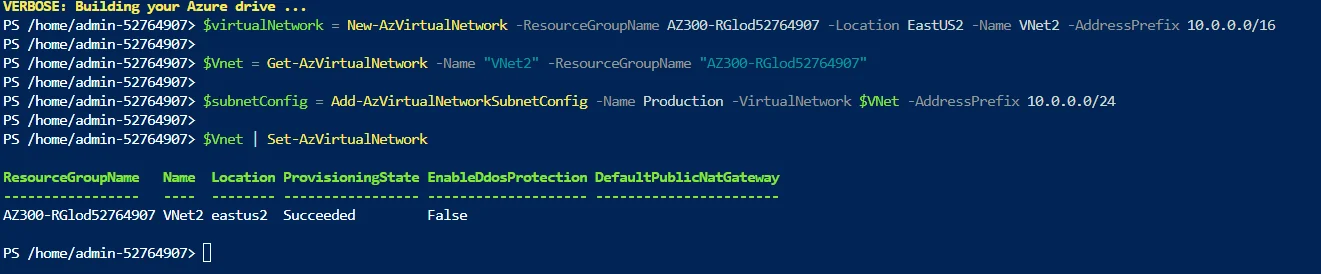 VERBOSE: Building your Azure drive ...
PS /home/admin-52764907> $virtualNetwork = New-AzVirtualNetwork -ResourceGroupName AZ300-RGlod52764907 -Location EastUS2 -Name VNet2 -AddressPrefix 10.0.0.0/16
PS /home/admin-52764907>
PS /home/admin-52764907> $Vnet = Get-AzVirtualNetwork -Name "VNet2" -ResourceGroupName "AZ300-RGlod52764907"
PS /home/admin-52764907>
PS /home/admin-52764907> $subnetConfig = Add-AzVirtualNetworkSubnetConfig -Name Production -VirtualNetwork $VNet -AddressPrefix 10.0.0.0/24
PS /home/admin-52764907>
PS /home/admin-52764907> $Vnet | Set-AzVirtualNetwork
ResourceGroupName   Name  Location ProvisioningState EnableDdosProtection DefaultPublicNatGateway
-----------------   ----  -------- ----------------- -------------------- -----------------------
AZ300-RGlod52764907 VNet2 eastus2  Succeeded         False
PS /home/admin-52764907>